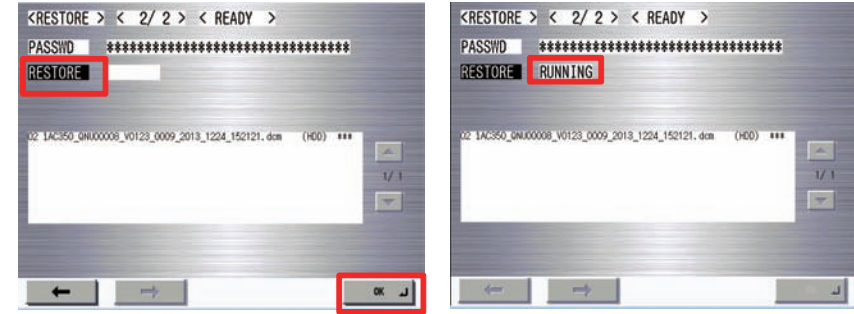 <RESTORE > < 2/ 2 > < READY >
PASSWD ********************************
RESTORE
02 iAC350_QNU00008_V0123_0009_2013_1224_152121.dcm (HDD) ***
1/ 1
OK
<RESTORE > < 2/ 2 > < READY >
PASSWD ********************************
RESTORE RUNNING
02 iAC350_QNU00008_V0123_0009_2013_1224_152121.dcm (HDD) ***
1/ 1